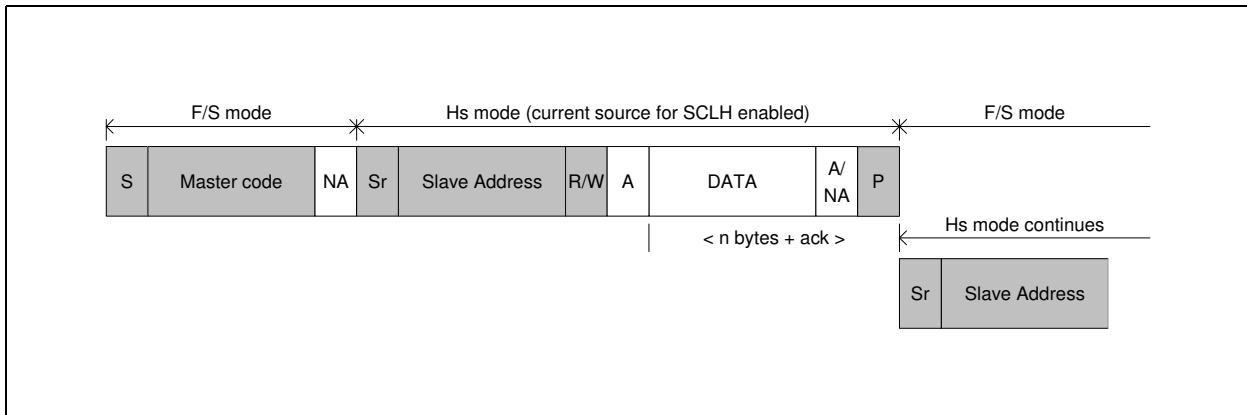 F/S mode Hs mode (current source for SCLH enabled) F/S mode
S Master code NA Sr Slave Address R/W A DATA A/ NA P
< n bytes + ack > Hs mode continues
Sr Slave Address